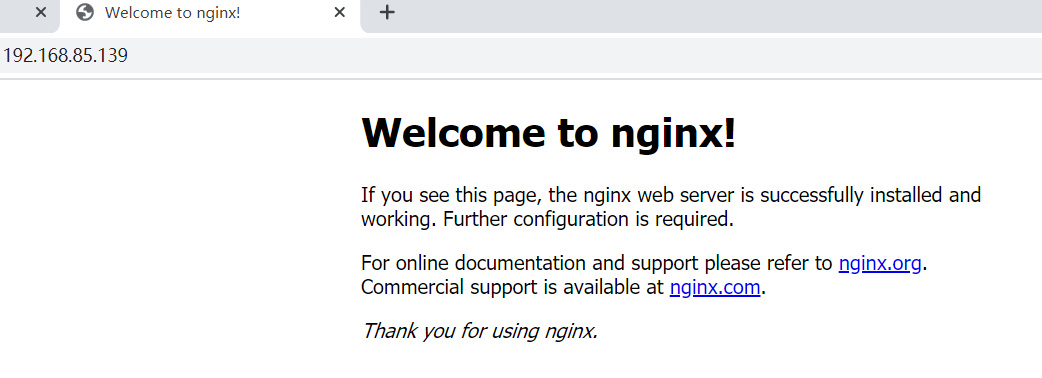 Welcome to nginx!
192.168.85.139
Welcome to nginx!
If you see this page, the nginx web server is successfully installed and
working. Further configuration is required.
For online documentation and support please refer to nginx.org.
Commercial support is available at nginx.com.
Thank you for using nginx.